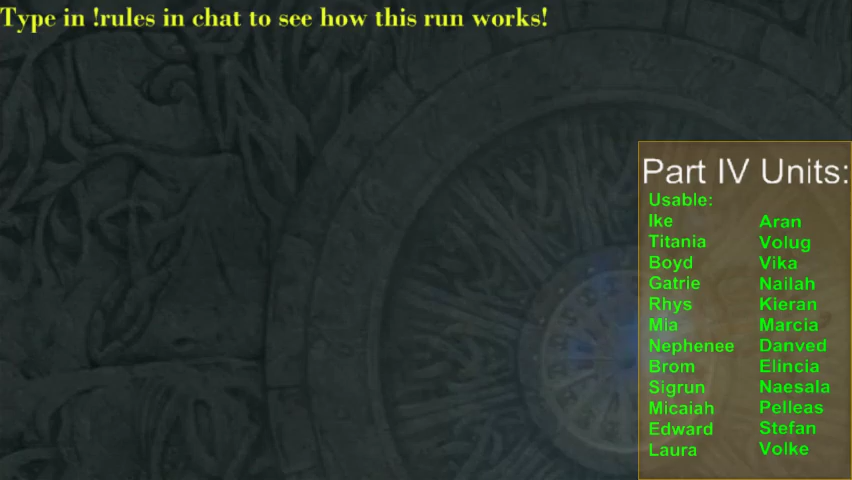 Type in !rules in chat to see how this run works!
Part IV Units:
Usable:
Ike Aran
Titania Volug
Boyd Vika
Gatrie Nailah
Rhys Kieran
Mia Marcia
Nephenee Danved
Brom Elincia
Sigrun Naesala
Micaiah Pelleas
Edward Stefan
Laura Volke